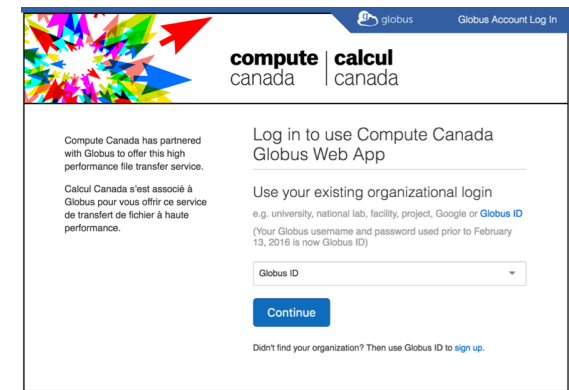 globus
Globus Account Log In
compute | calcul
canada | canada
Compute Canada has partnered
with Globus to offer this high
performance file transfer service.
Calcul Canada s'est associé à
Globus pour vous offrir ce service
de transfert de fichier à haute
performance.
Log in to use Compute Canada
Globus Web App
Use your existing organizational login
e.g. university, national lab, facility, project, Google or Globus ID
(Your Globus username and password used prior to February
13, 2016 is now Globus ID)
Globus ID
Continue
Didn't find your organization? Then use Globus ID to sign up.